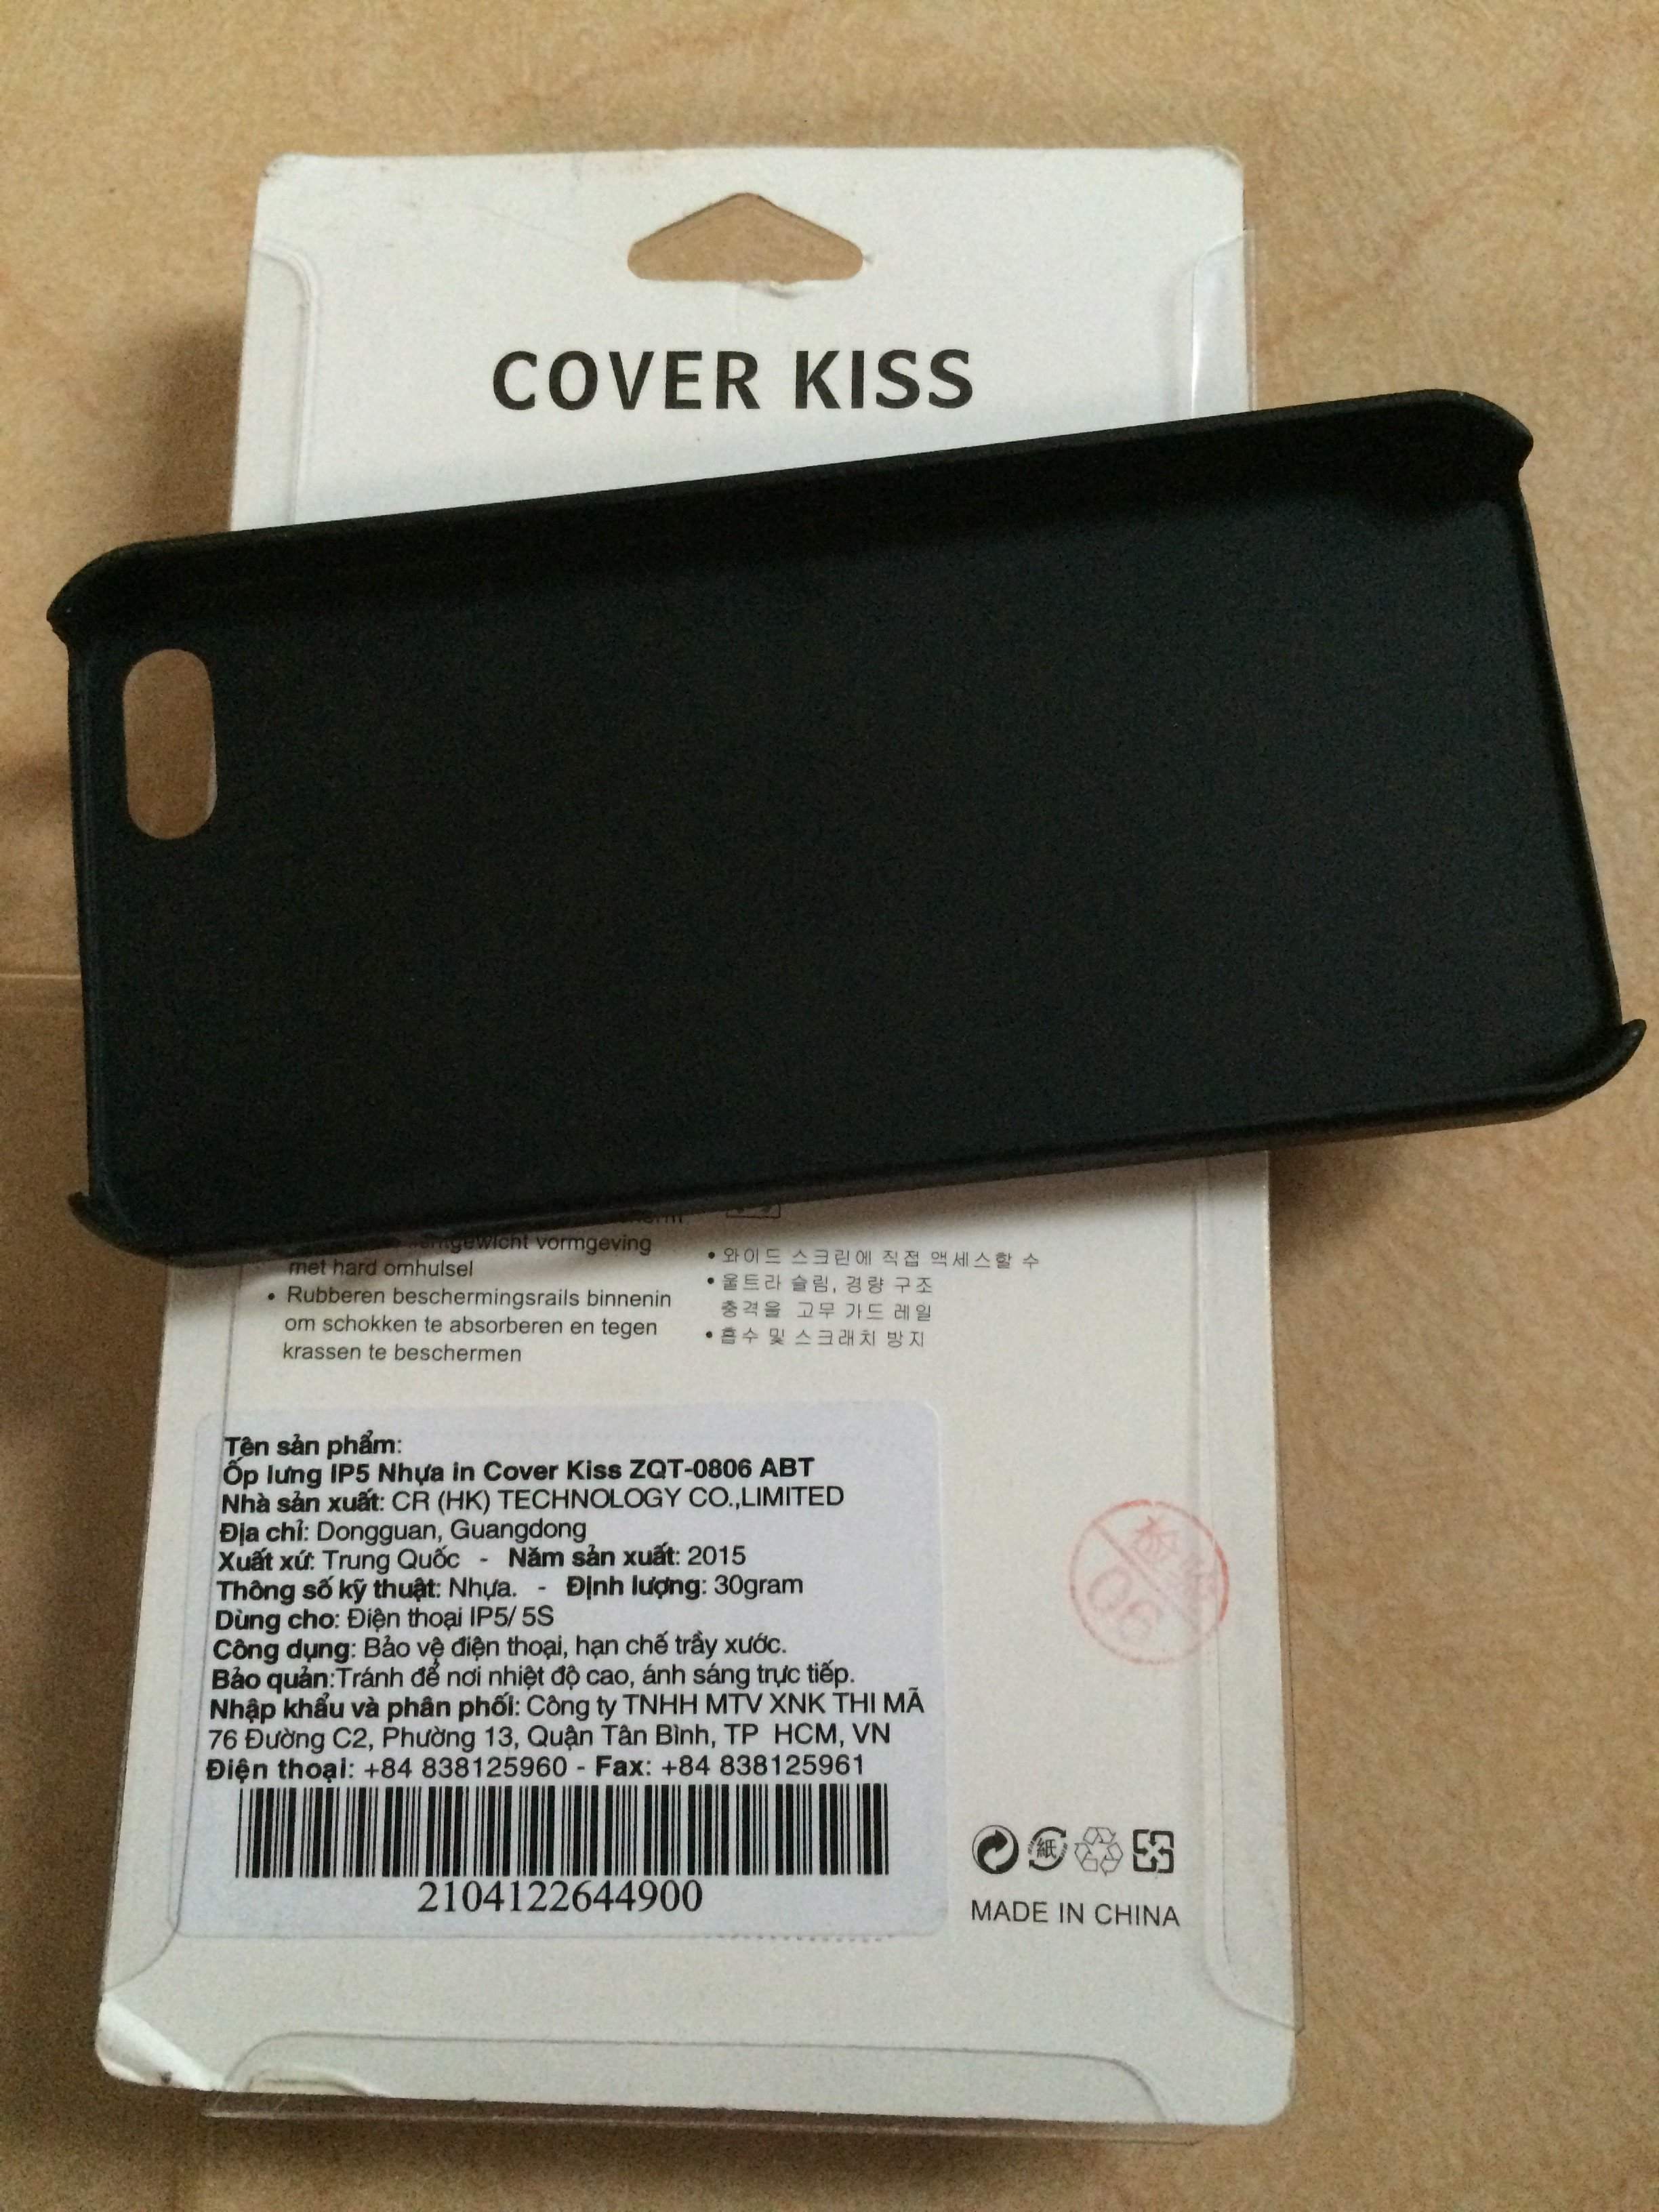 COVER KISS
vormgeving
met hard omhulsel
• Rubberen beschermingsrails binnenin
om schokken te absorberen en tegen
krassen te beschermen
• 와이드 스크린에 직접 액세스할 수
• 울트라 슬림, 경량 구조
충격을 고무 가드 레일
• 흡수 및 스크래치 방지
Tên sản phẩm:
Ốp lưng IP5 Nhựa in Cover Kiss ZQT-0806 ABT
Nhà sản xuất: CR (HK) TECHNOLOGY CO.,LIMITED
Địa chỉ: Dongguan, Guangdong
Xuất xứ: Trung Quốc - Năm sản xuất: 2015
Thông số kỹ thuật: Nhựa. - Định lượng: 30gram
Dùng cho: Điện thoại IP5/ 5S
Công dụng: Bảo vệ điện thoại, hạn chế trầy xước.
Bảo quản:Tránh để nơi nhiệt độ cao, ánh sáng trực tiếp.
Nhập khẩu và phân phối: Công ty TNHH MTV XNK THI MÃ
76 Đường C2, Phường 13, Quận Tân Bình, TP HCM, VN
Điện thoại: +84 838125960 - Fax: +84 838125961
2104122644900
06
紙
MADE IN CHINA